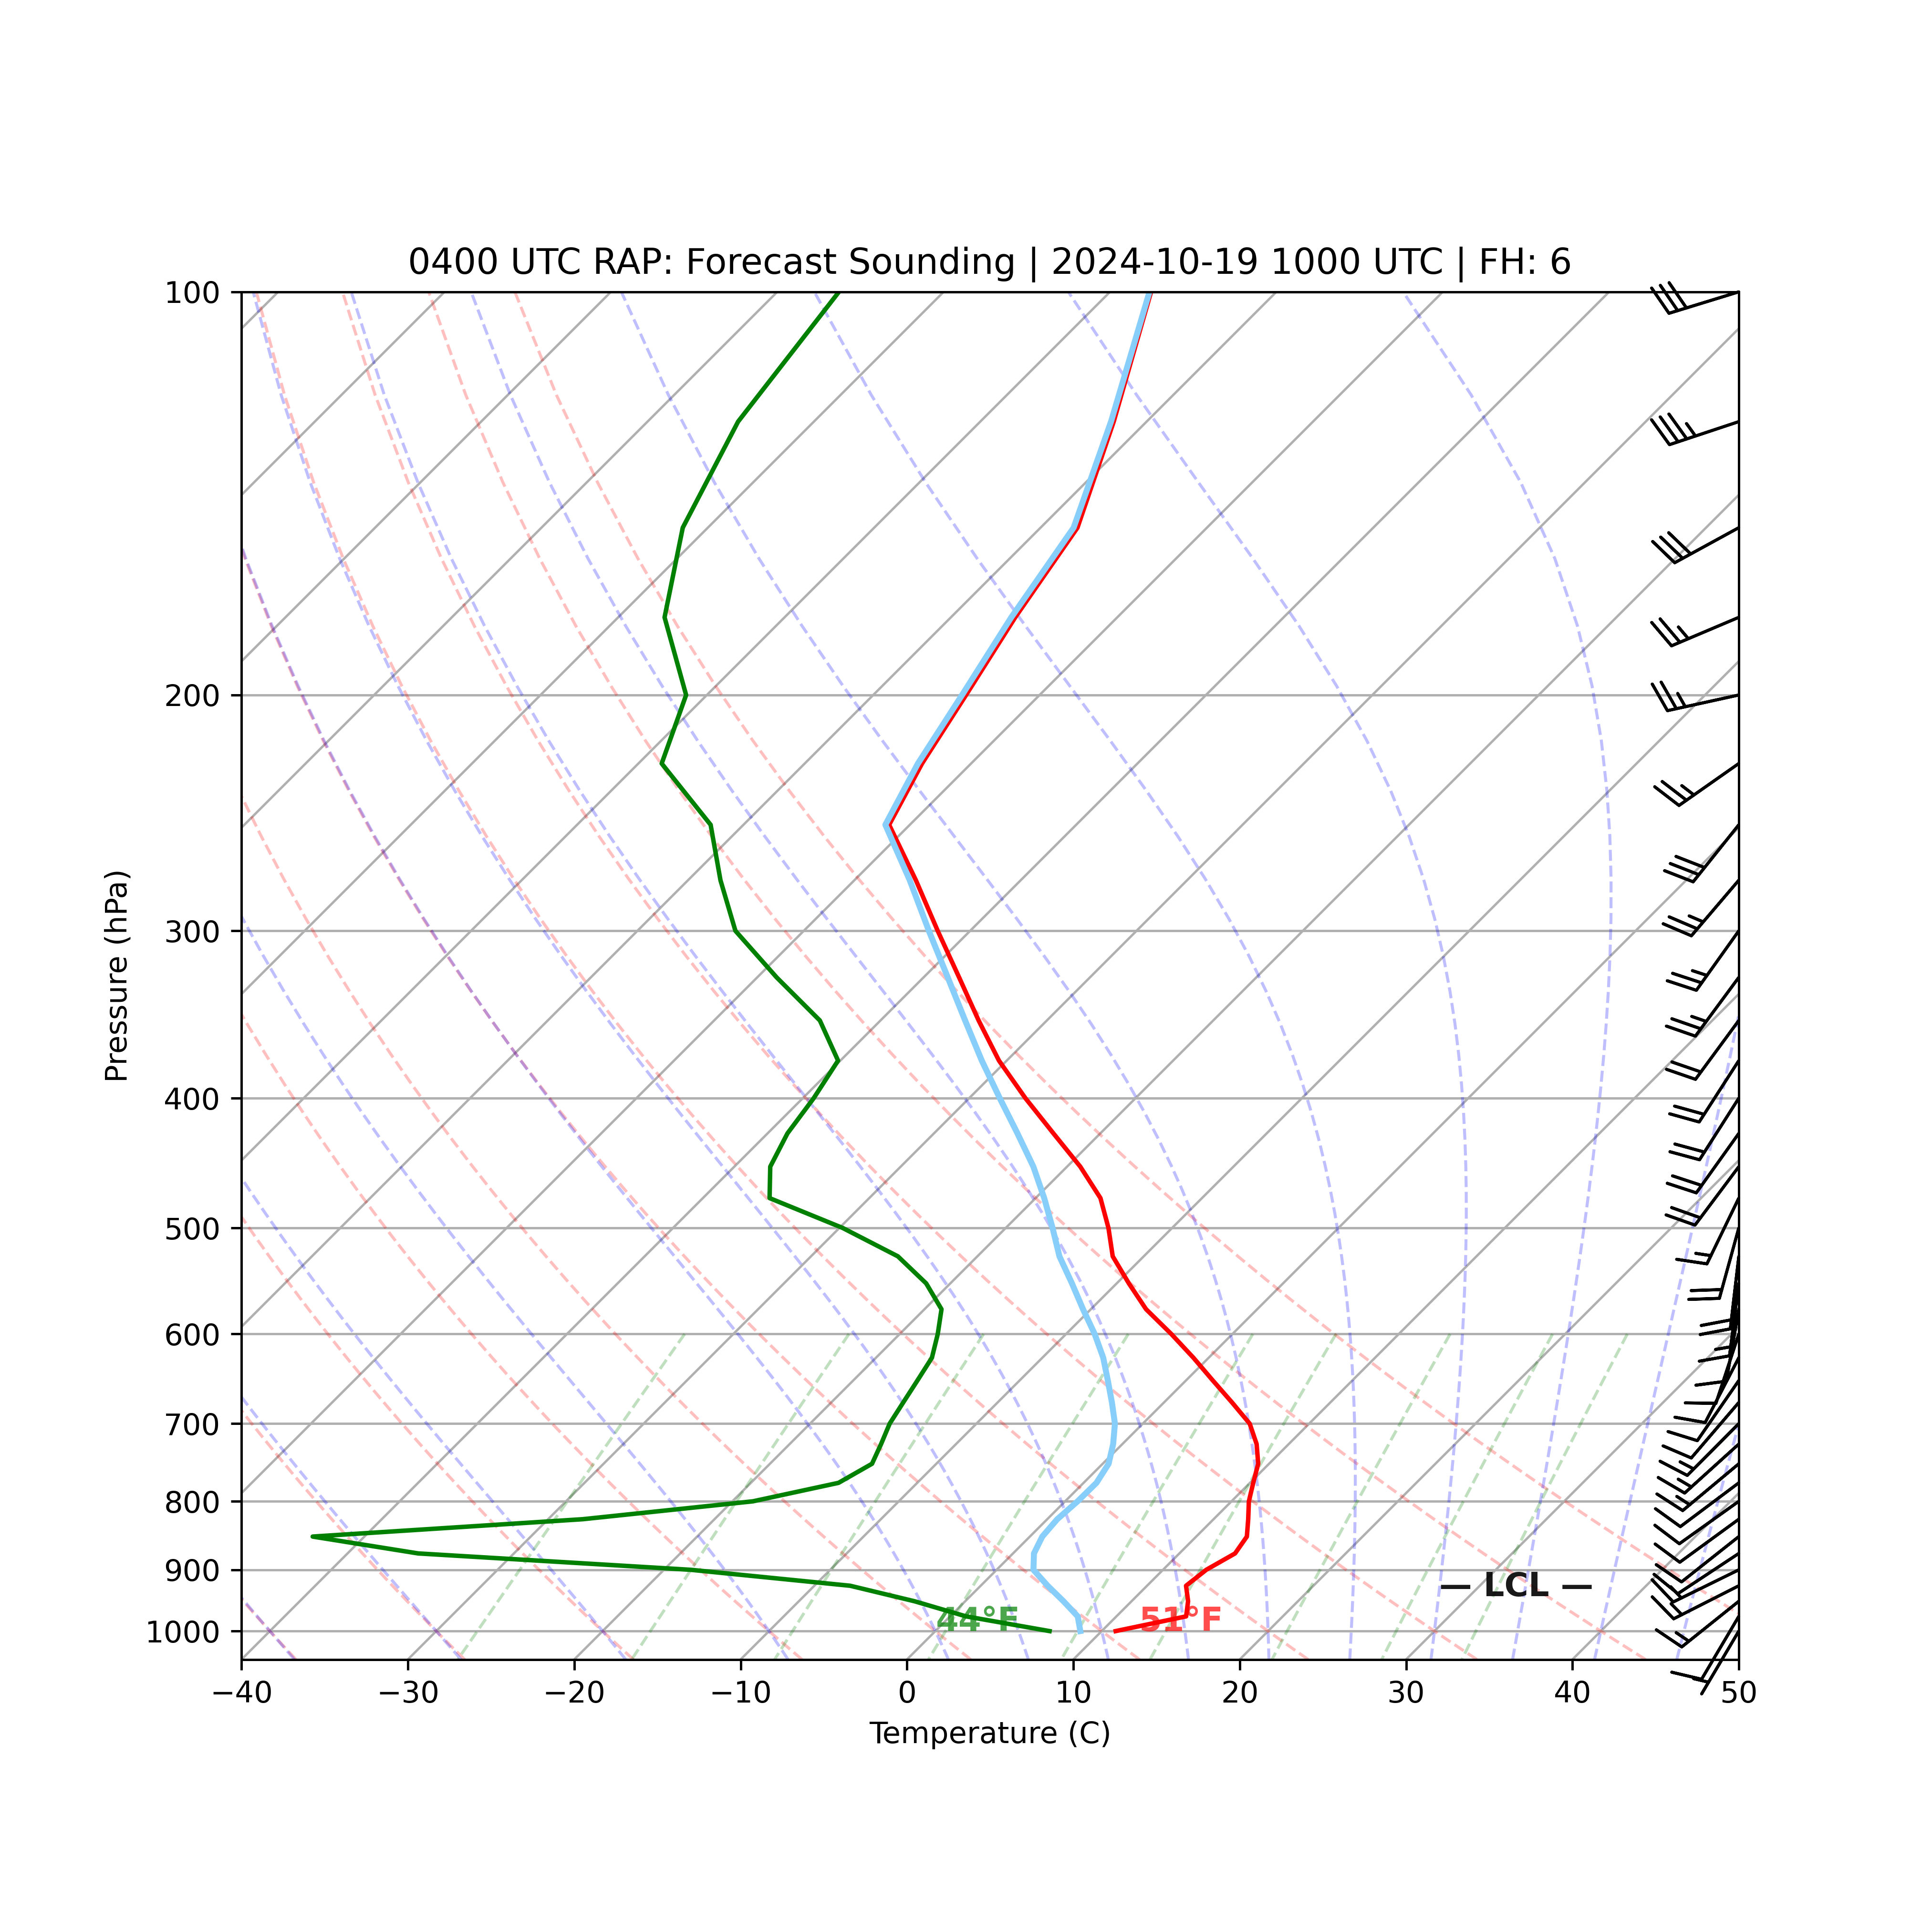 0400 UTC RAP: Forecast Sounding | 2024-10-19 1000 UTC | FH: 6
100
200
300
400
500
600
700
800
900
1000
Pressure (hPa)
— LCL —
44°F
51°F
−40 −30 −20 −10 0 10 20 30 40 50
Temperature (C)